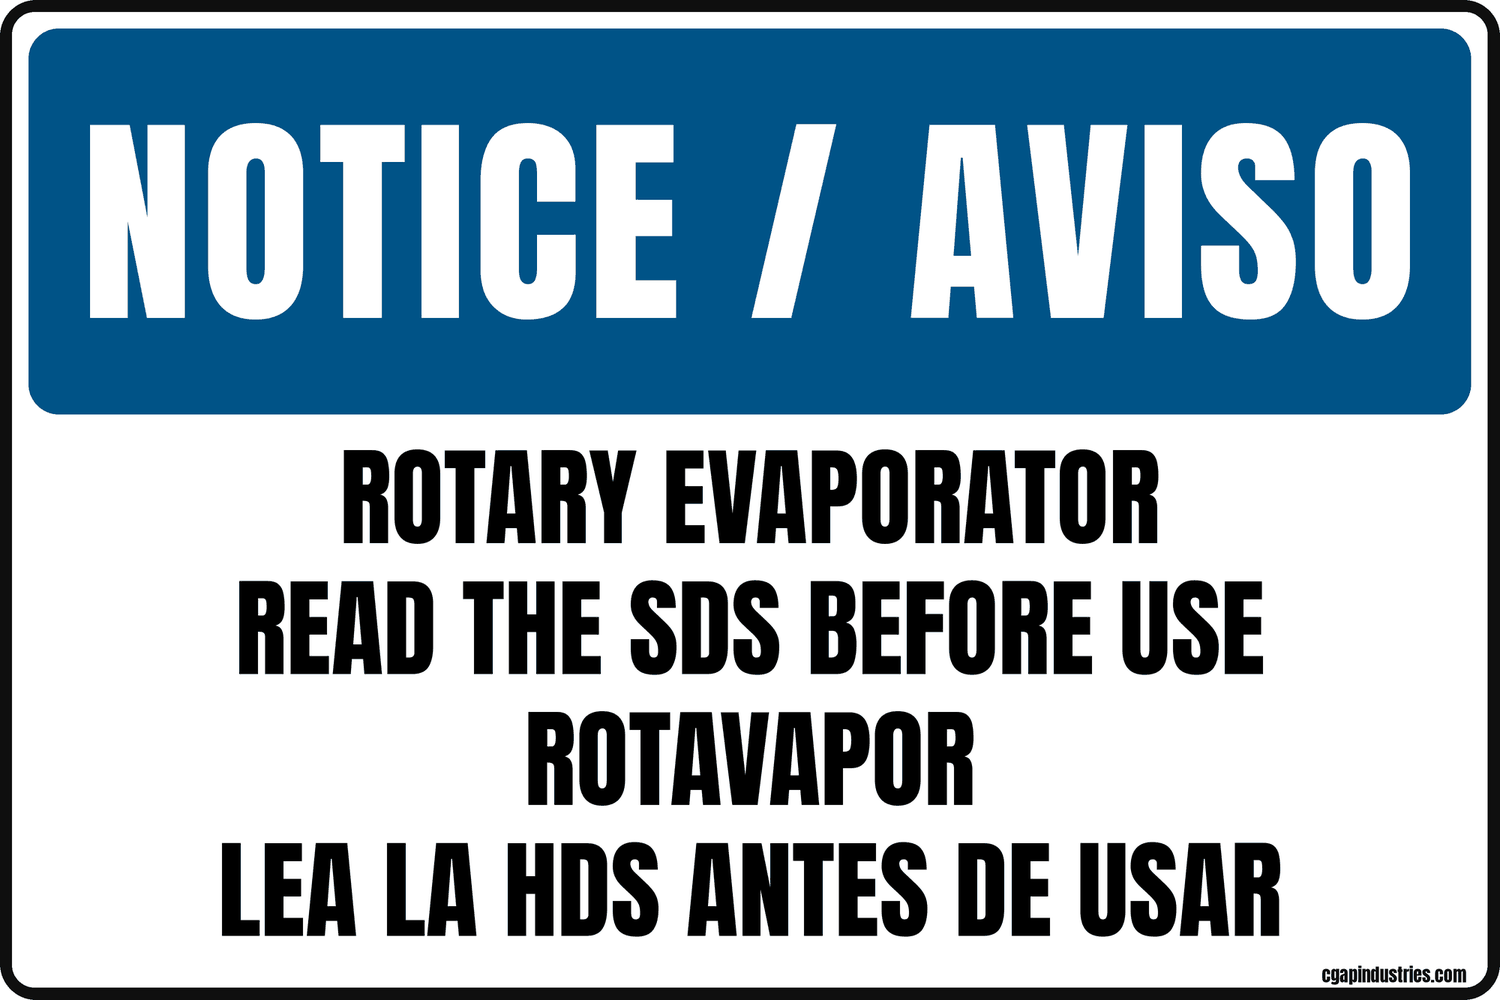 NOTICE / AVISO
ROTARY EVAPORATOR
READ THE SDS BEFORE USE
ROTAVAPOR
LEA LA HDS ANTES DE USAR
cgapindustries.com